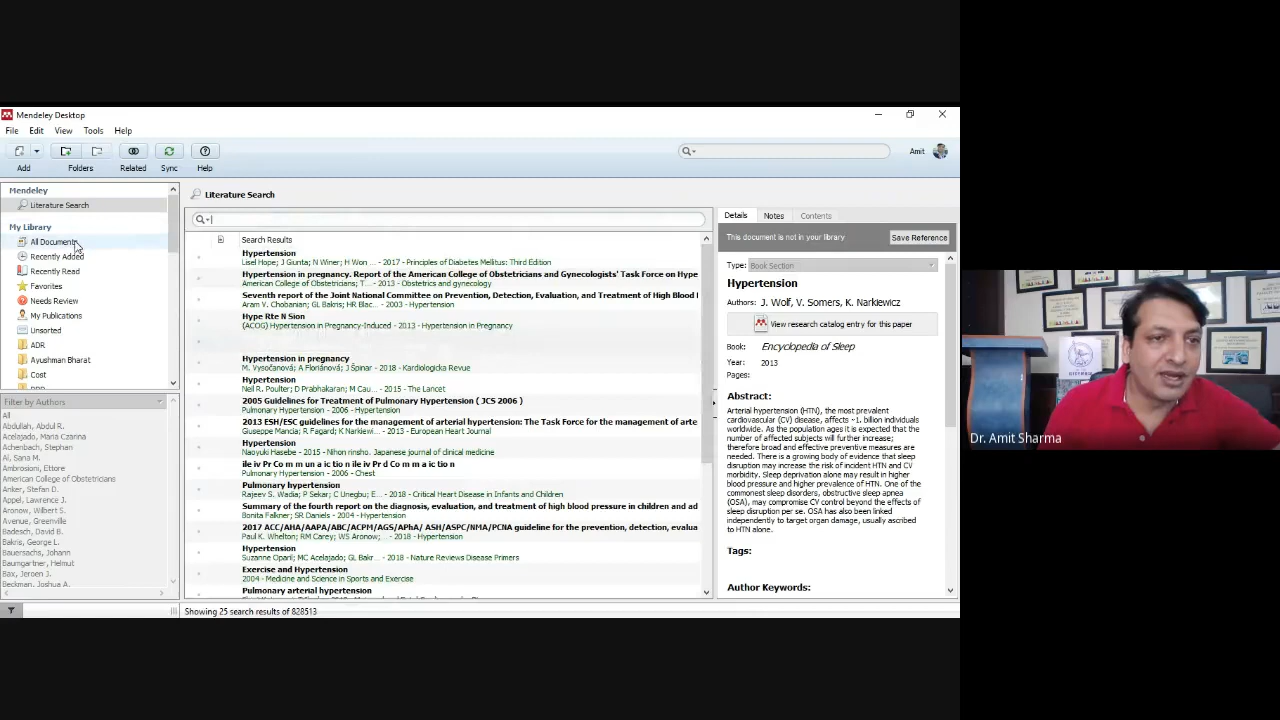 Mendeley Desktop
File Edit View Tools Help
Amit
Add Folders Related Sync Help
Mendeley
Literature Search
My Library
All Documents
Recently Added
Recently Read
Favorites
Needs Review
My Publications
Unsorted
ADR
Ayushman Bharat
Cost
Filter by Authors
All
Abdullah, Abdul R.
Acelajado, Maria Czarina
Achenbach, Stephan
Al, Sana M.
Ambrosioni, Ettore
American College of Obstetricians
Anker, Stefan D.
Appel, Lawrence J.
Aronow, Wilbert S.
Avenue, Greenville
Badesch, David B.
Bakris, George L.
Bauersachs, Johann
Baumgartner, Helmut
Bax, Jeroen J.
Beckman, Joshua A.
Literature Search
Search Results
Hypertension
Lisel Hope; J Giunta; N Winer; H Won ... - 2017 - Principles of Diabetes Mellitus: Third Edition
Hypertension in pregnancy. Report of the American College of Obstetricians and Gynecologists' Task Force on Hype
American College of Obstetricians; T... - 2013 - Obstetrics and gynecology
Seventh report of the Joint National Committee on Prevention, Detection, Evaluation, and Treatment of High Blood
Aram V. Chobanian; GL Bakris; HR Blac... - 2003 - Hypertension
Hype Rte N Sion
(ACOG) Hypertension in Pregnancy-Induced - 2013 - Hypertension in Pregnancy
Hypertension in pregnancy
M. Vysočanová; A Floriánová; J Špinar - 2018 - Kardiologicka Revue
Hypertension
Neil R. Poulter; D Prabhakaran; M Cau... - 2015 - The Lancet
2005 Guidelines for Treatment of Pulmonary Hypertension ( JCS 2006 )
Pulmonary Hypertension - 2006 - Hypertension
2013 ESH/ESC guidelines for the management of arterial hypertension: The Task Force for the management of arte
Giuseppe Mancia; R Fagard; K Narkiewi... - 2013 - European Heart Journal
Hypertension
Naoyuki Hasebe - 2015 - Nihon rinsho. Japanese journal of clinical medicine
ile iv Pr Co m m un a ic tio n ile iv Pr d Co m m a ic tio n
Pulmonary Hypertension - 2006 - Chest
Pulmonary hypertension
Rajeev S. Wadia; P Sekar; C Unegbu; E... - 2018 - Critical Heart Disease in Infants and Children
Summary of the fourth report on the diagnosis, evaluation, and treatment of high blood pressure in children and ad
Bonita Falkner; SR Daniels - 2004 - Hypertension
2017 ACC/AHA/AAPA/ABC/ACPM/AGS/APhA/ ASH/ASPC/NMA/PCNA guideline for the prevention, detection, evalua
Paul K. Whelton; RM Carey; WS Aronow;... - 2018 - Hypertension
Hypertension
Suzanne Oparil; MC Acelajado; GL Bakr... - 2018 - Nature Reviews Disease Primers
Exercise and Hypertension
2004 - Medicine and Science in Sports and Exercise
Pulmonary arterial hypertension
Showing 25 search results of 828513
Details Notes Contents
This document is not in your library Save Reference
Type: Book Section
Hypertension
Authors: J. Wolf, V. Somers, K. Narkiewicz
View research catalog entry for this paper
Book: Encyclopedia of Sleep
Year: 2013
Pages:
Abstract:
Arterial hypertension (HTN), the most prevalent
cardiovascular (CV) disease, affects ~1. billion individuals
worldwide. As the population ages it is expected that the
number of affected subjects will further increase;
therefore broad and effective preventive measures are
needed. There is a growing body of evidence that sleep
disruption may increase the risk of incident HTN and CV
morbidity. Sleep deprivation alone may result in higher
blood pressure and higher prevalence of HTN. One of the
commonest sleep disorders, obstructive sleep apnea
(OSA), may compromise CV control beyond the effects of
sleep disruption per se. OSA has also been linked
independently to target organ damage, usually ascribed
to HTN alone.
Tags:
Author Keywords:
Dr. Amit Sharma